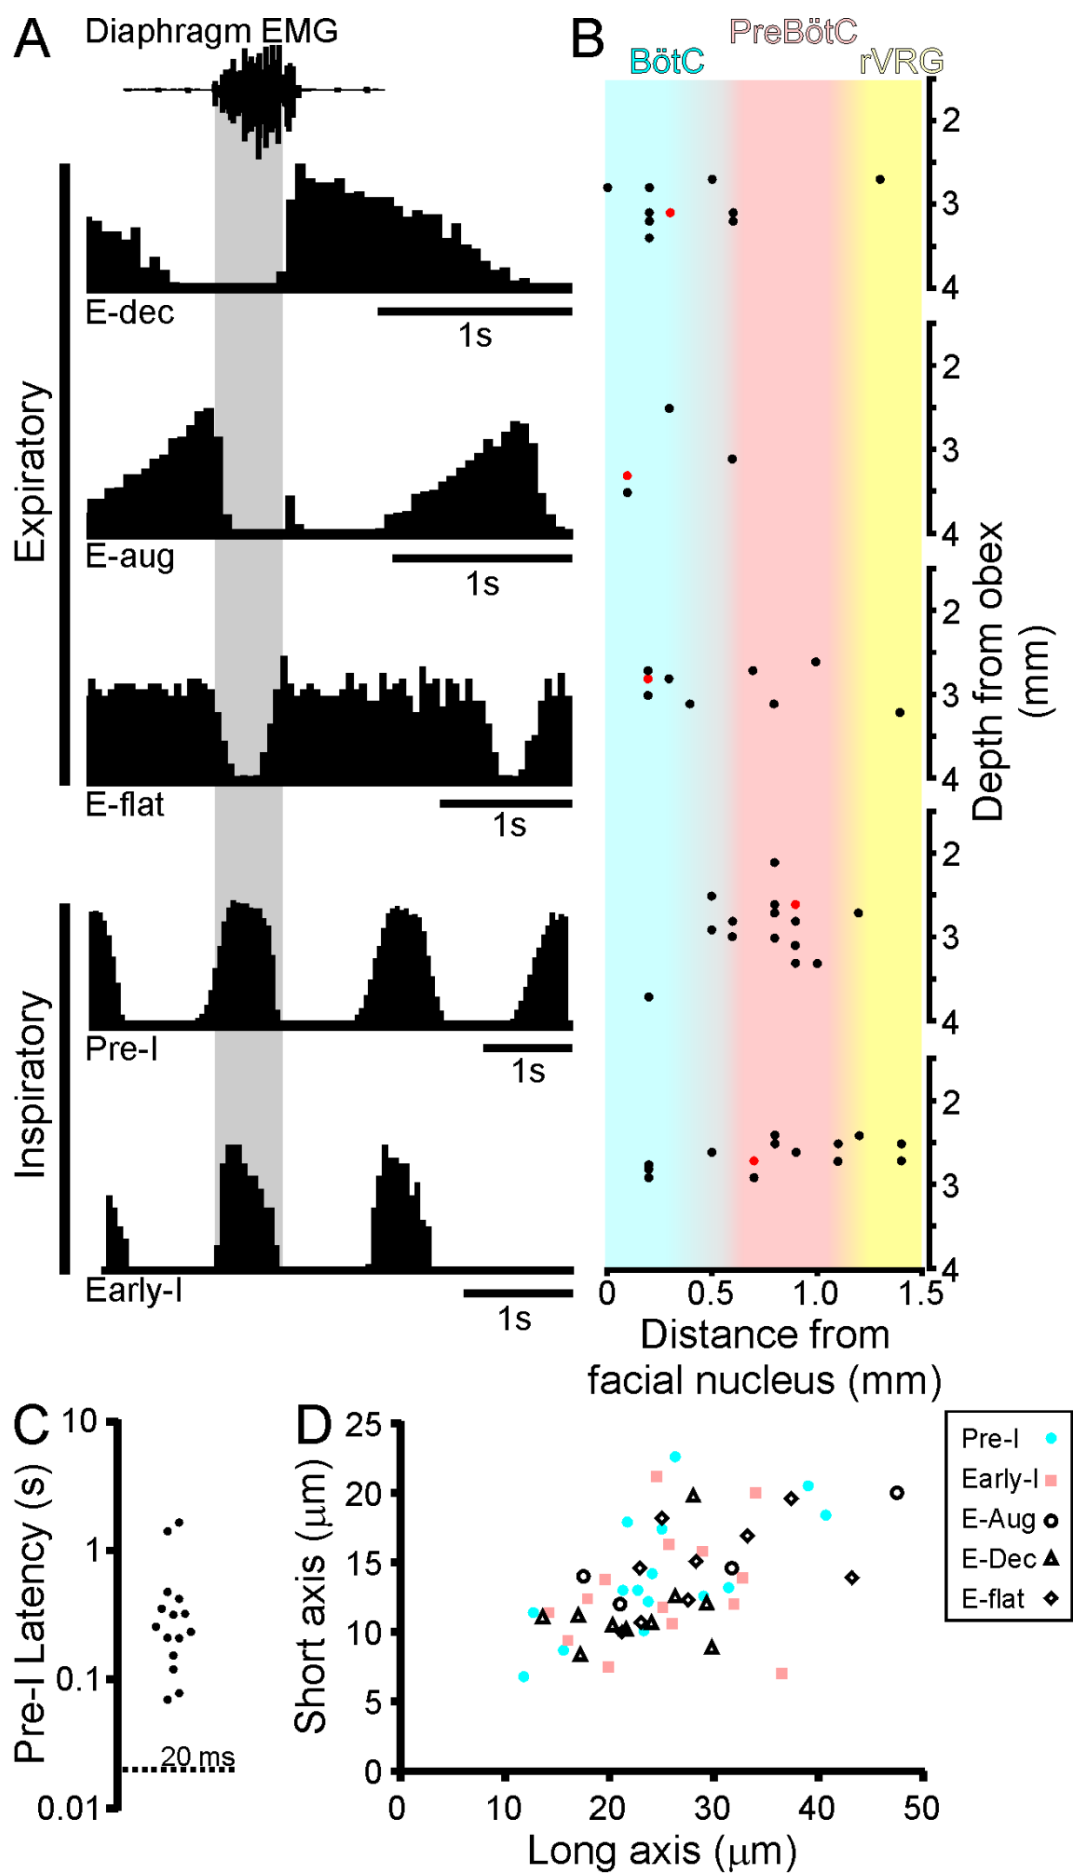 A
Diaphragm EMG
B
PreBötC
BötC
rVRG
Expiratory
E-dec
1s
E-aug
1s
E-flat
1s
Inspiratory
Pre-I
1s
Early-I
1s
2
3
4
2
3
4
2
3
4
2
3
4
2
3
4
Depth from obex
(mm)
0
0.5
1.0
1.5
Distance from
facial nucleus (mm)
C
Pre-I Latency (s)
10
1
0.1
0.01
20 ms
D
Short axis (μm)
25
20
15
10
5
0
0
10
20
30
40
50
Long axis (μm)
Pre-I
Early-I
E-Aug
E-Dec
E-flat